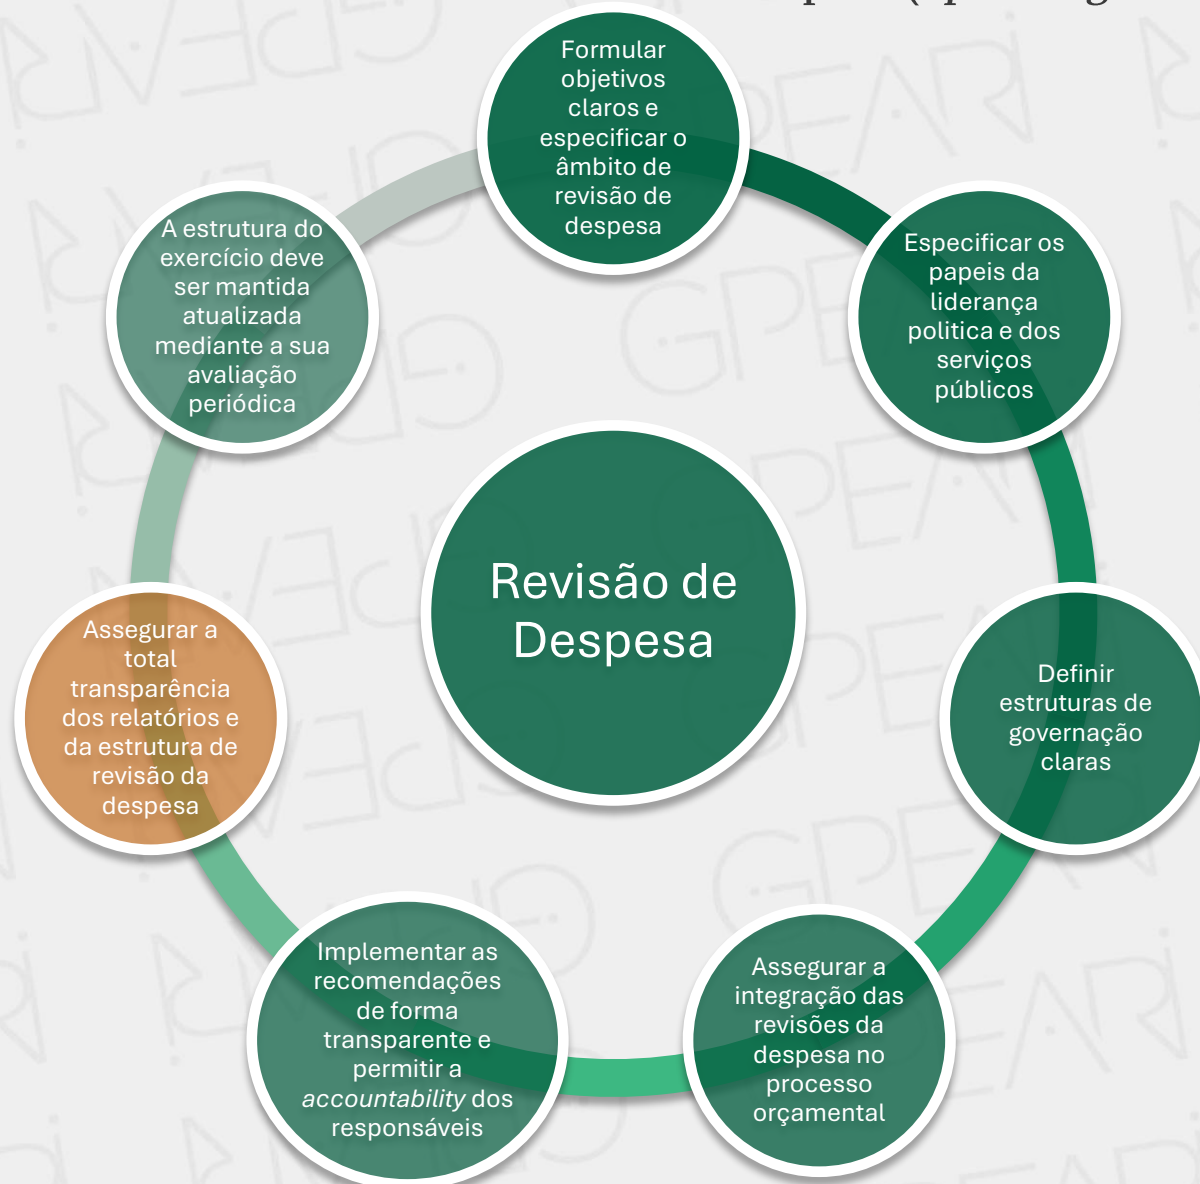 Formular
objetivos
claros e
especificar o
âmbito de
revisão de
despesa
Especificar os
papeis da
liderança
politica e dos
serviços
públicos
Definir
estruturas de
governação
claras
Assegurar a
integração das
revisões da
despesa no
processo
orçamental
Implementar as
recomendações
de forma
transparente e
permitir a
accountability dos
responsáveis
Assegurar a
total
transparência
dos relatórios e
da estrutura de
revisão da
despesa
A estrutura do
exercício deve
ser mantida
atualizada
mediante a sua
avaliação
periódica
Revisão de
Despesa
GPEARi